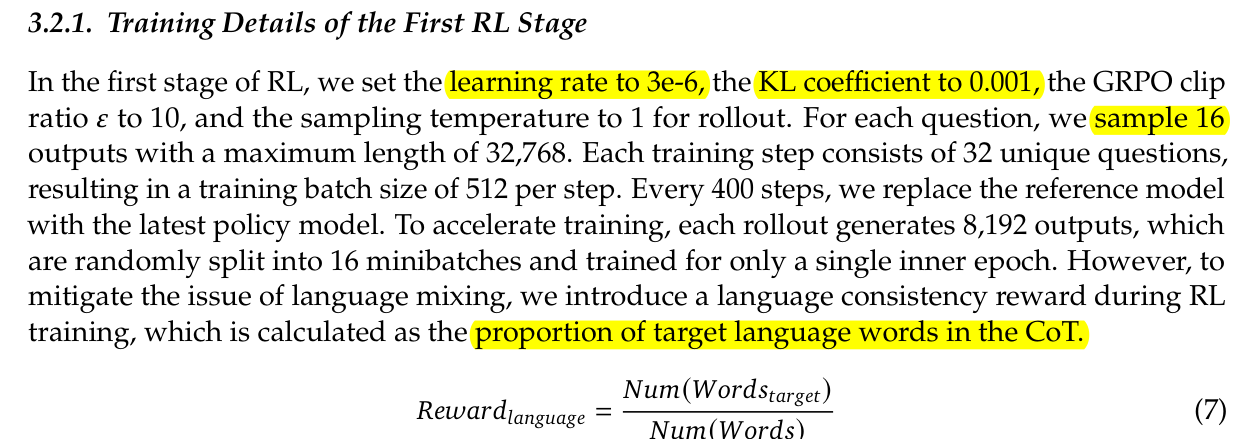 3.2.1. Training Details of the First RL Stage
In the first stage of RL, we set the learning rate to 3e-6, the KL coefficient to 0.001, the GRPO clip
ratio ε to 10, and the sampling temperature to 1 for rollout. For each question, we sample 16
outputs with a maximum length of 32,768. Each training step consists of 32 unique questions,
resulting in a training batch size of 512 per step. Every 400 steps, we replace the reference model
with the latest policy model. To accelerate training, each rollout generates 8,192 outputs, which
are randomly split into 16 minibatches and trained for only a single inner epoch. However, to
mitigate the issue of language mixing, we introduce a language consistency reward during RL
training, which is calculated as the proportion of target language words in the CoT.
Reward_language = Num(Words_target) / Num(Words) (7)